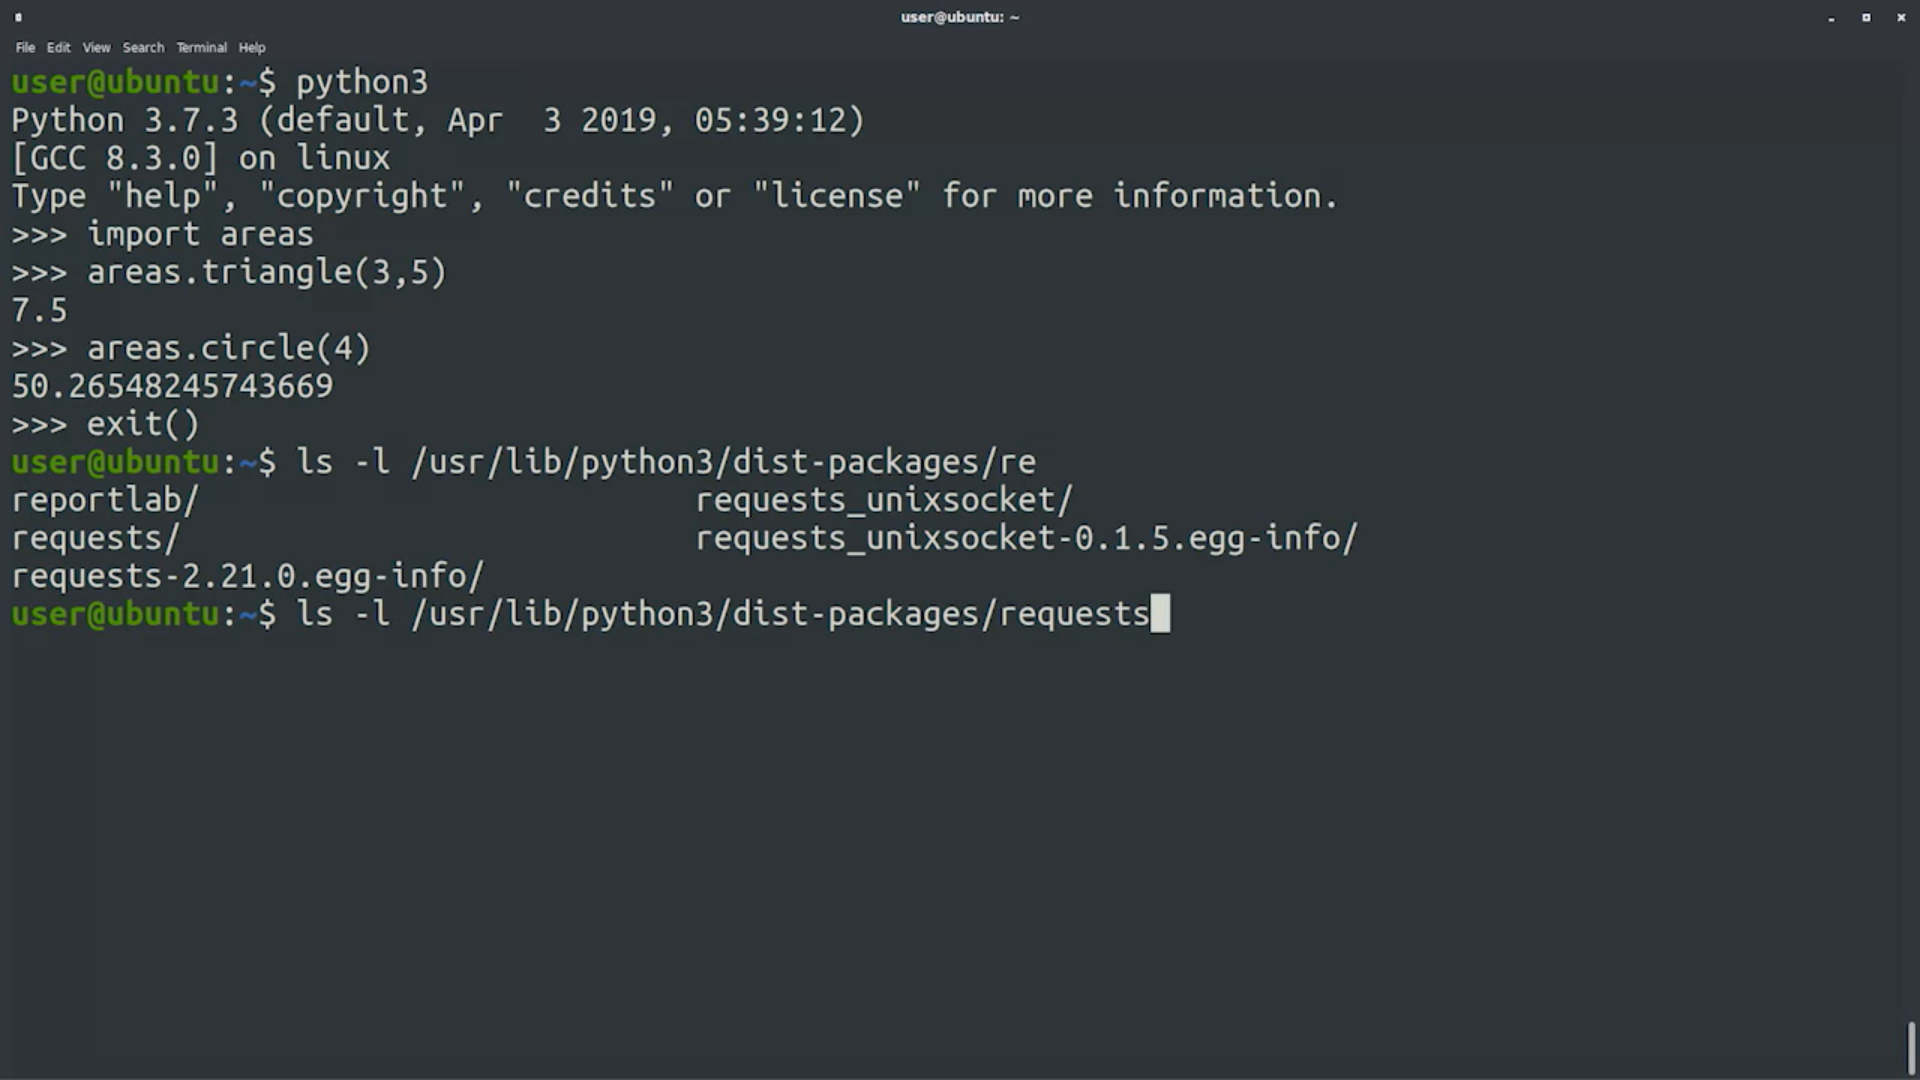 user@ubuntu: ~
File Edit View Search Terminal Help
user@ubuntu:~$ python3
Python 3.7.3 (default, Apr  3 2019, 05:39:12)
[GCC 8.3.0] on linux
Type "help", "copyright", "credits" or "license" for more information.
>>> import areas
>>> areas.triangle(3,5)
7.5
>>> areas.circle(4)
50.26548245743669
>>> exit()
user@ubuntu:~$ ls -l /usr/lib/python3/dist-packages/re
reportlab/                          requests_unixsocket/
requests/                           requests_unixsocket-0.1.5.egg-info/
requests-2.21.0.egg-info/
user@ubuntu:~$ ls -l /usr/lib/python3/dist-packages/requests